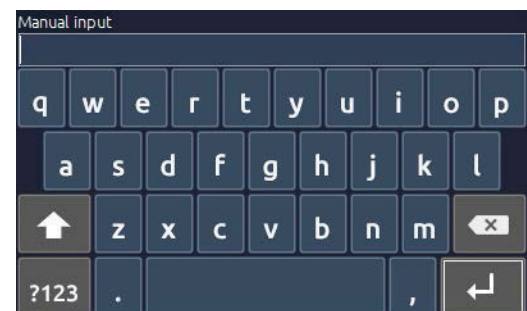 Manual input
q w e r t y u i o p
a s d f g h j k l
z x c v b n m
?123 . ,